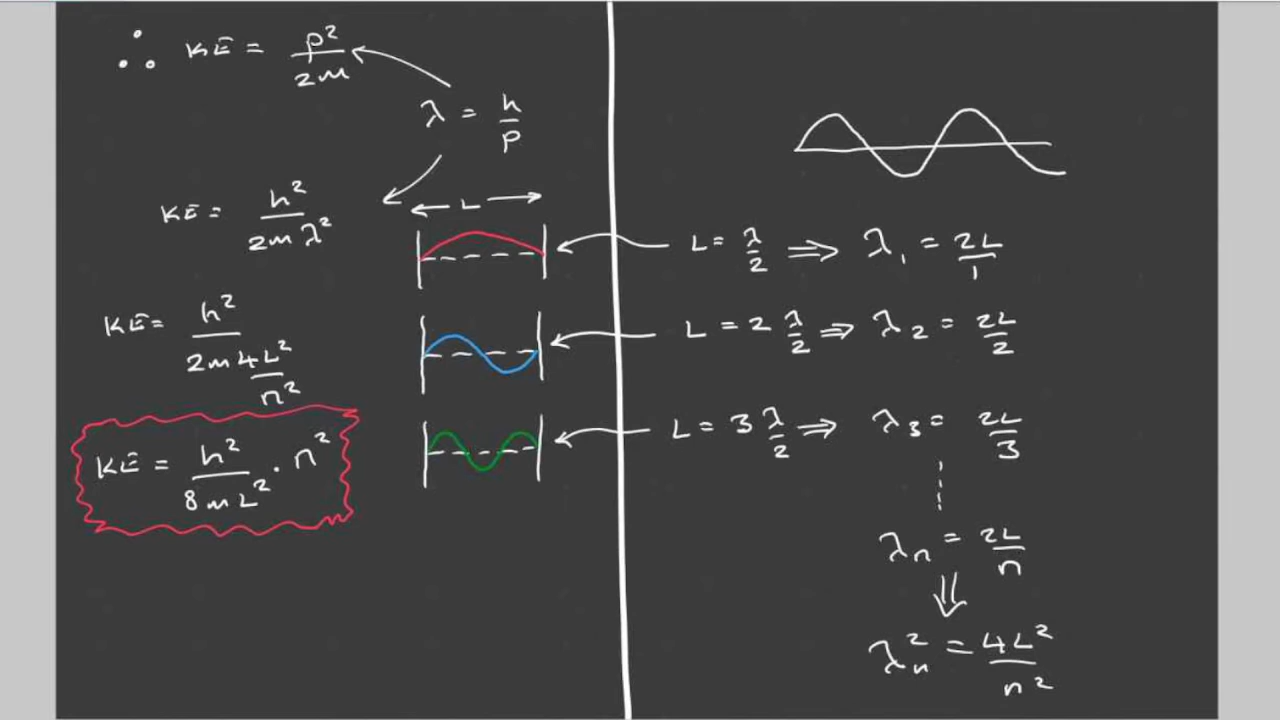 ∴ KE = p²/2m
λ = h/p
KE = h²/2mλ²
← L →
KE = h²/(2m 4L²/n²)
KE = h²/8mL² · n²
L = λ/2 ⇒ λ₁ = 2L/1
L = 2 λ/2 ⇒ λ₂ = 2L/2
L = 3 λ/2 ⇒ λ₃ = 2L/3
λₙ = 2L/n
⇓
λₙ² = 4L²/n²